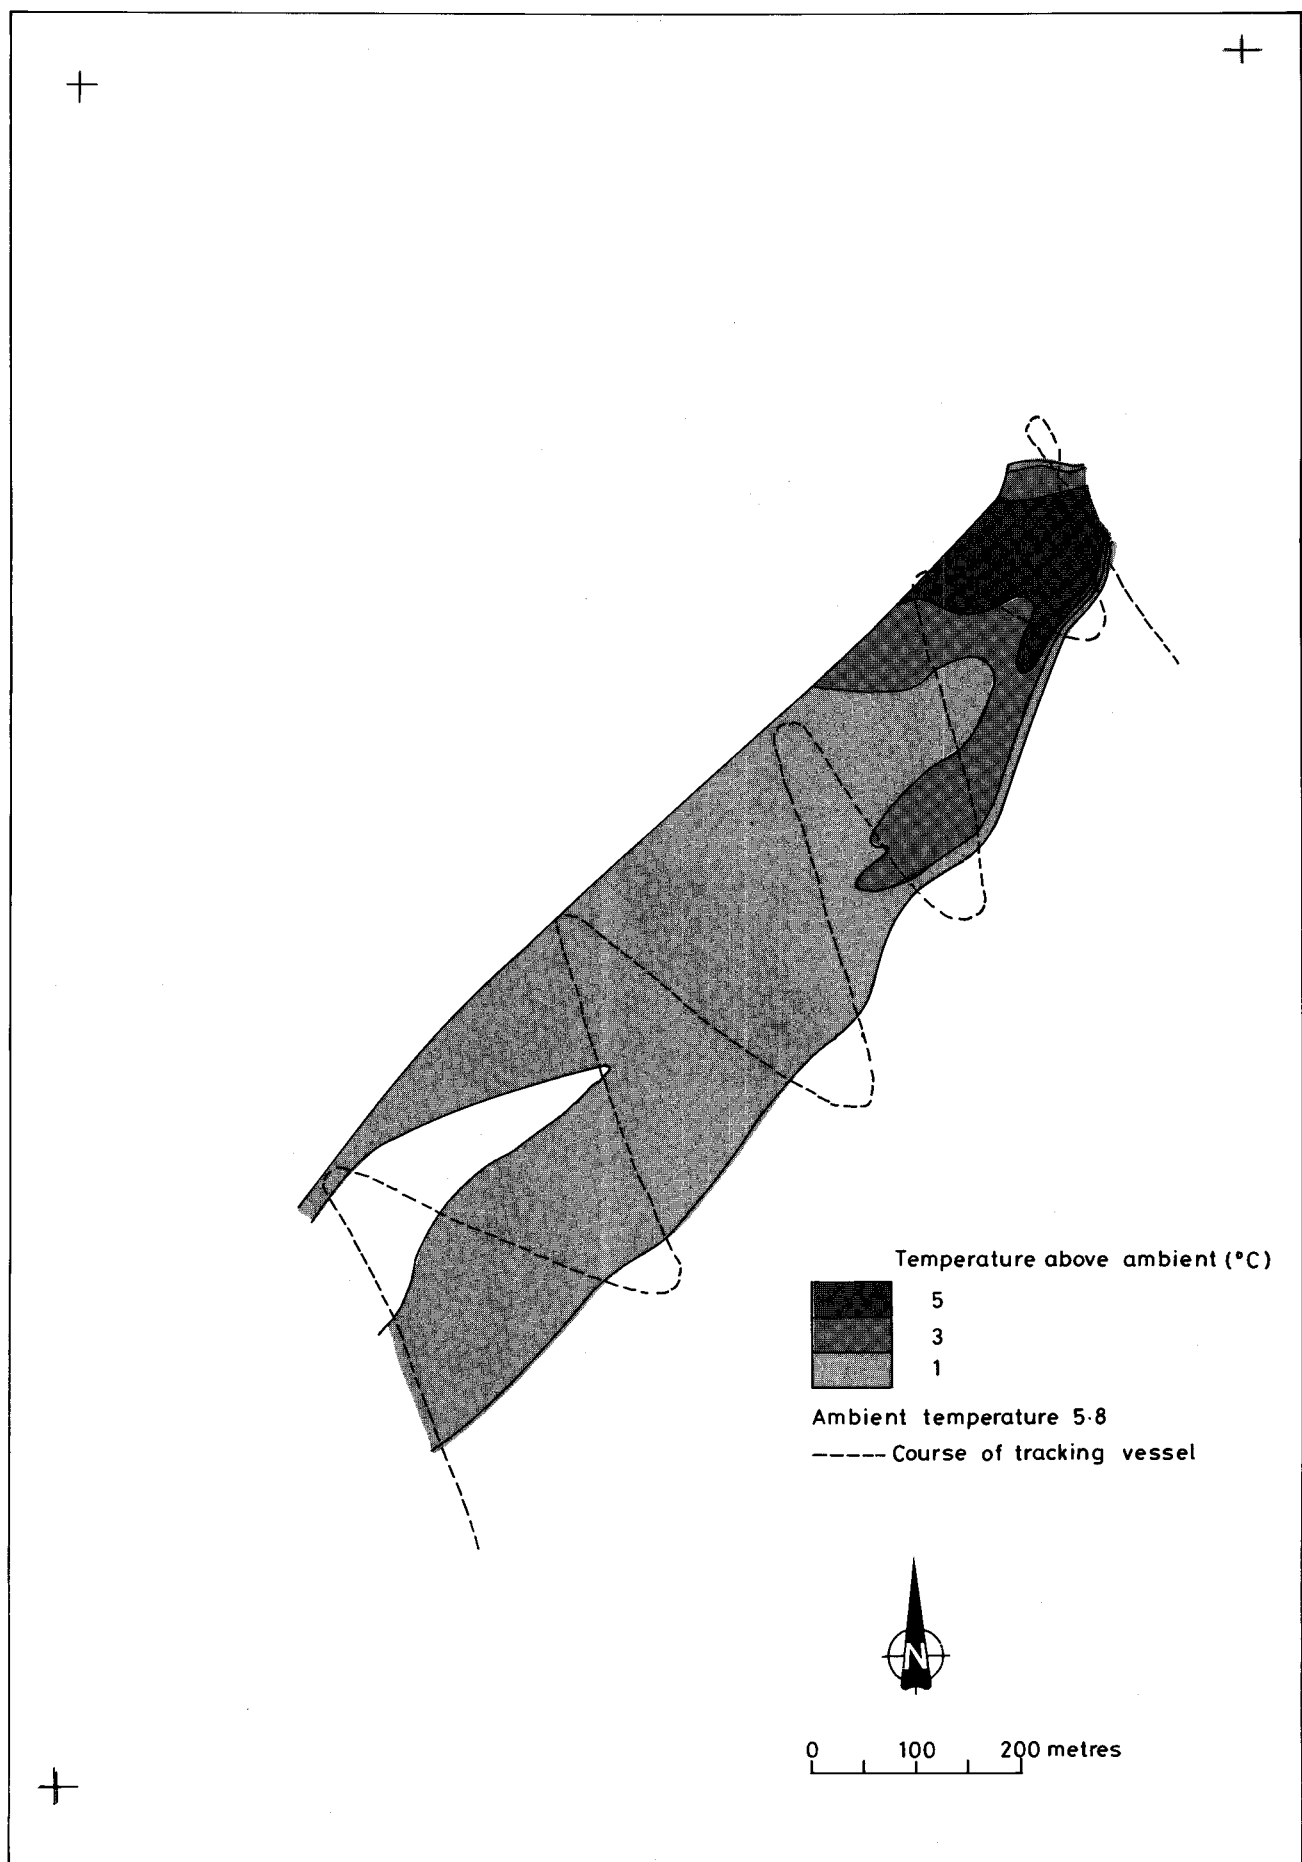 Temperature above ambient (°C)
5
3
1
Ambient temperature 5·8
Course of tracking vessel
N
0 100 200 metres